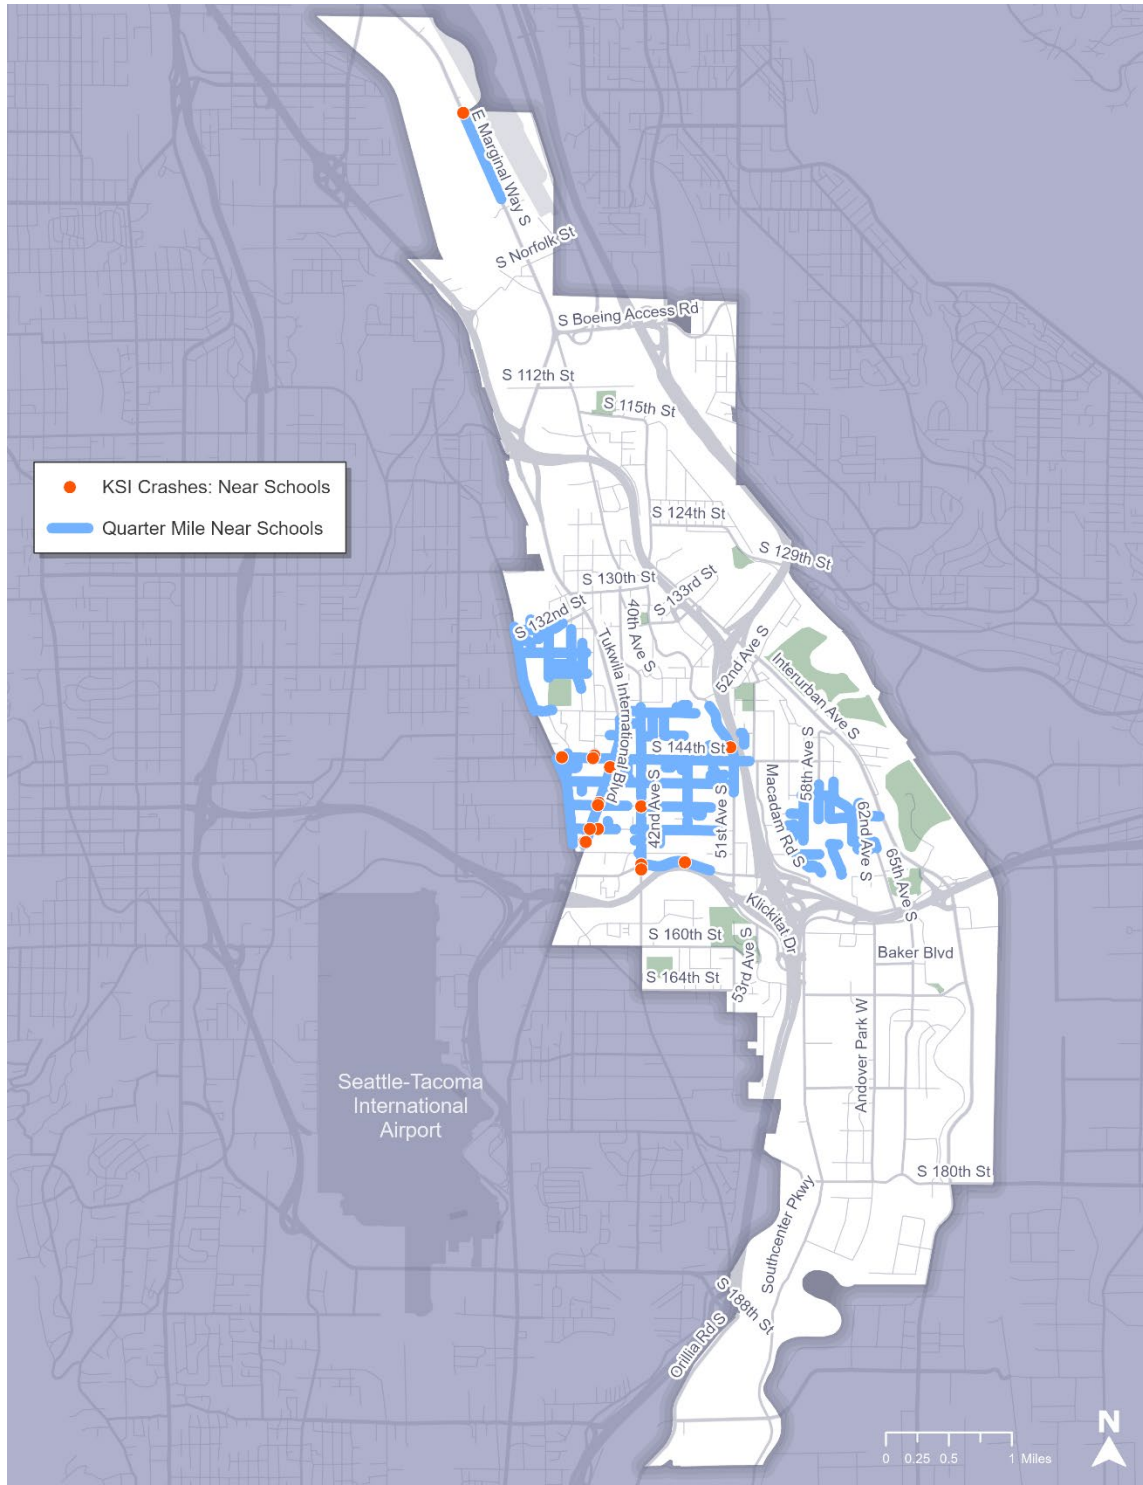 E Marginal Way S
S Norfolk St
S Boeing Access Rd
S 112th St
S 115th St
KSI Crashes: Near Schools
Quarter Mile Near Schools
S 124th St
S 129th St
S 130th St
S 133rd St
S 132nd St
40th Ave S
Tukwila International Blvd
52nd Ave S
Interurban Ave S
S 144th St
58th Ave S
42nd Ave S
51st Ave S
Macadam Rd S
62nd Ave S
65th Ave S
Klickitat Dr
S 160th St
53rd Ave S
Baker Blvd
S 164th St
Andover Park W
Seattle-Tacoma
International
Airport
S 180th St
Southcenter Pkwy
S 188th St
Orillia Rd S
N
0 0.25 0.5 1 Miles